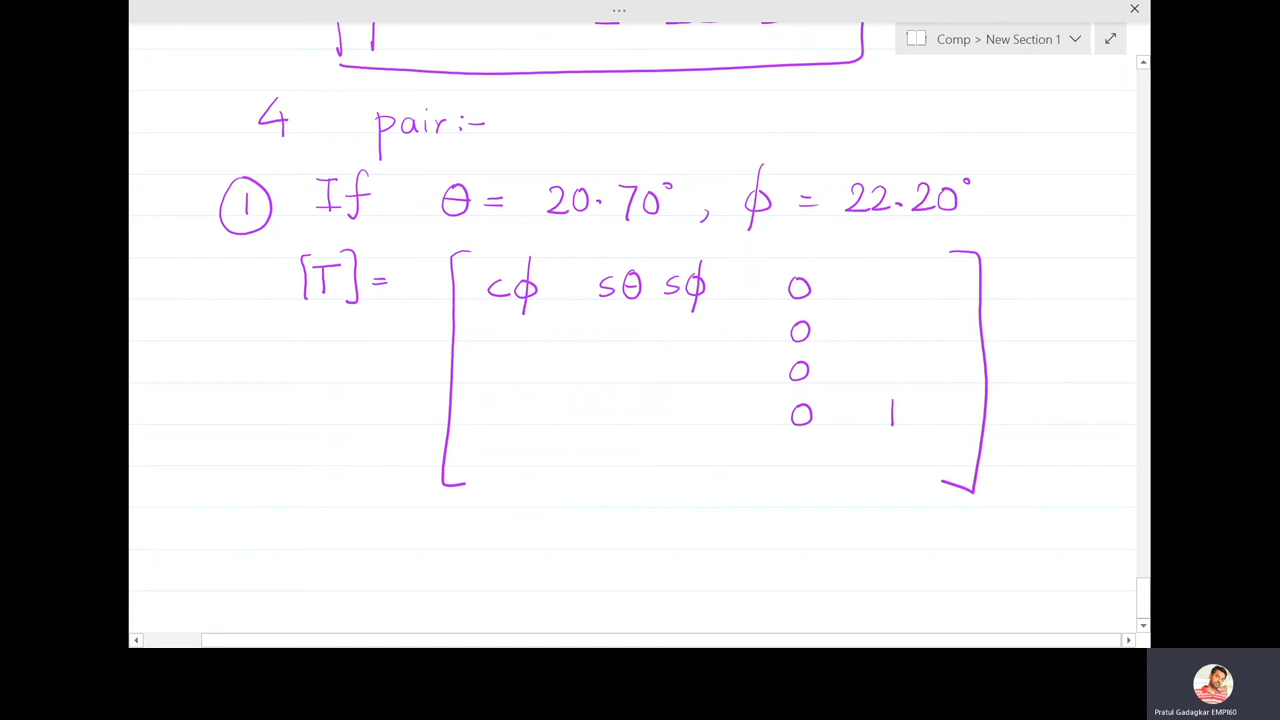 Comp > New Section 1
4 pair:-
① If θ = 20.70°, ϕ = 22.20°
[T] = [ cϕ sθ sϕ 0
0
0
0 1 ]
Pratul Gadagkar EMP160